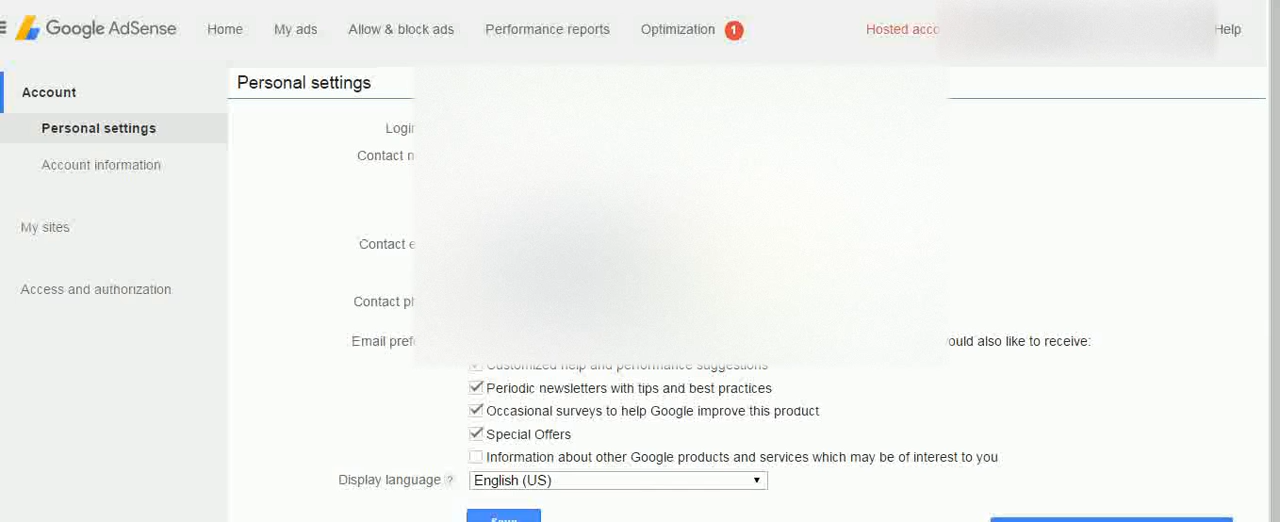 Google AdSense Home My ads Allow & block ads Performance reports Optimization 1 Hosted acco Help
Account
Personal settings
Account information
My sites
Access and authorization
Personal settings
Login
Contact n
Contact e
Contact ph
Email prefe ould also like to receive:
Customized help and performance suggestions
Periodic newsletters with tips and best practices
Occasional surveys to help Google improve this product
Special Offers
Information about other Google products and services which may be of interest to you
Display language ? English (US)
Save